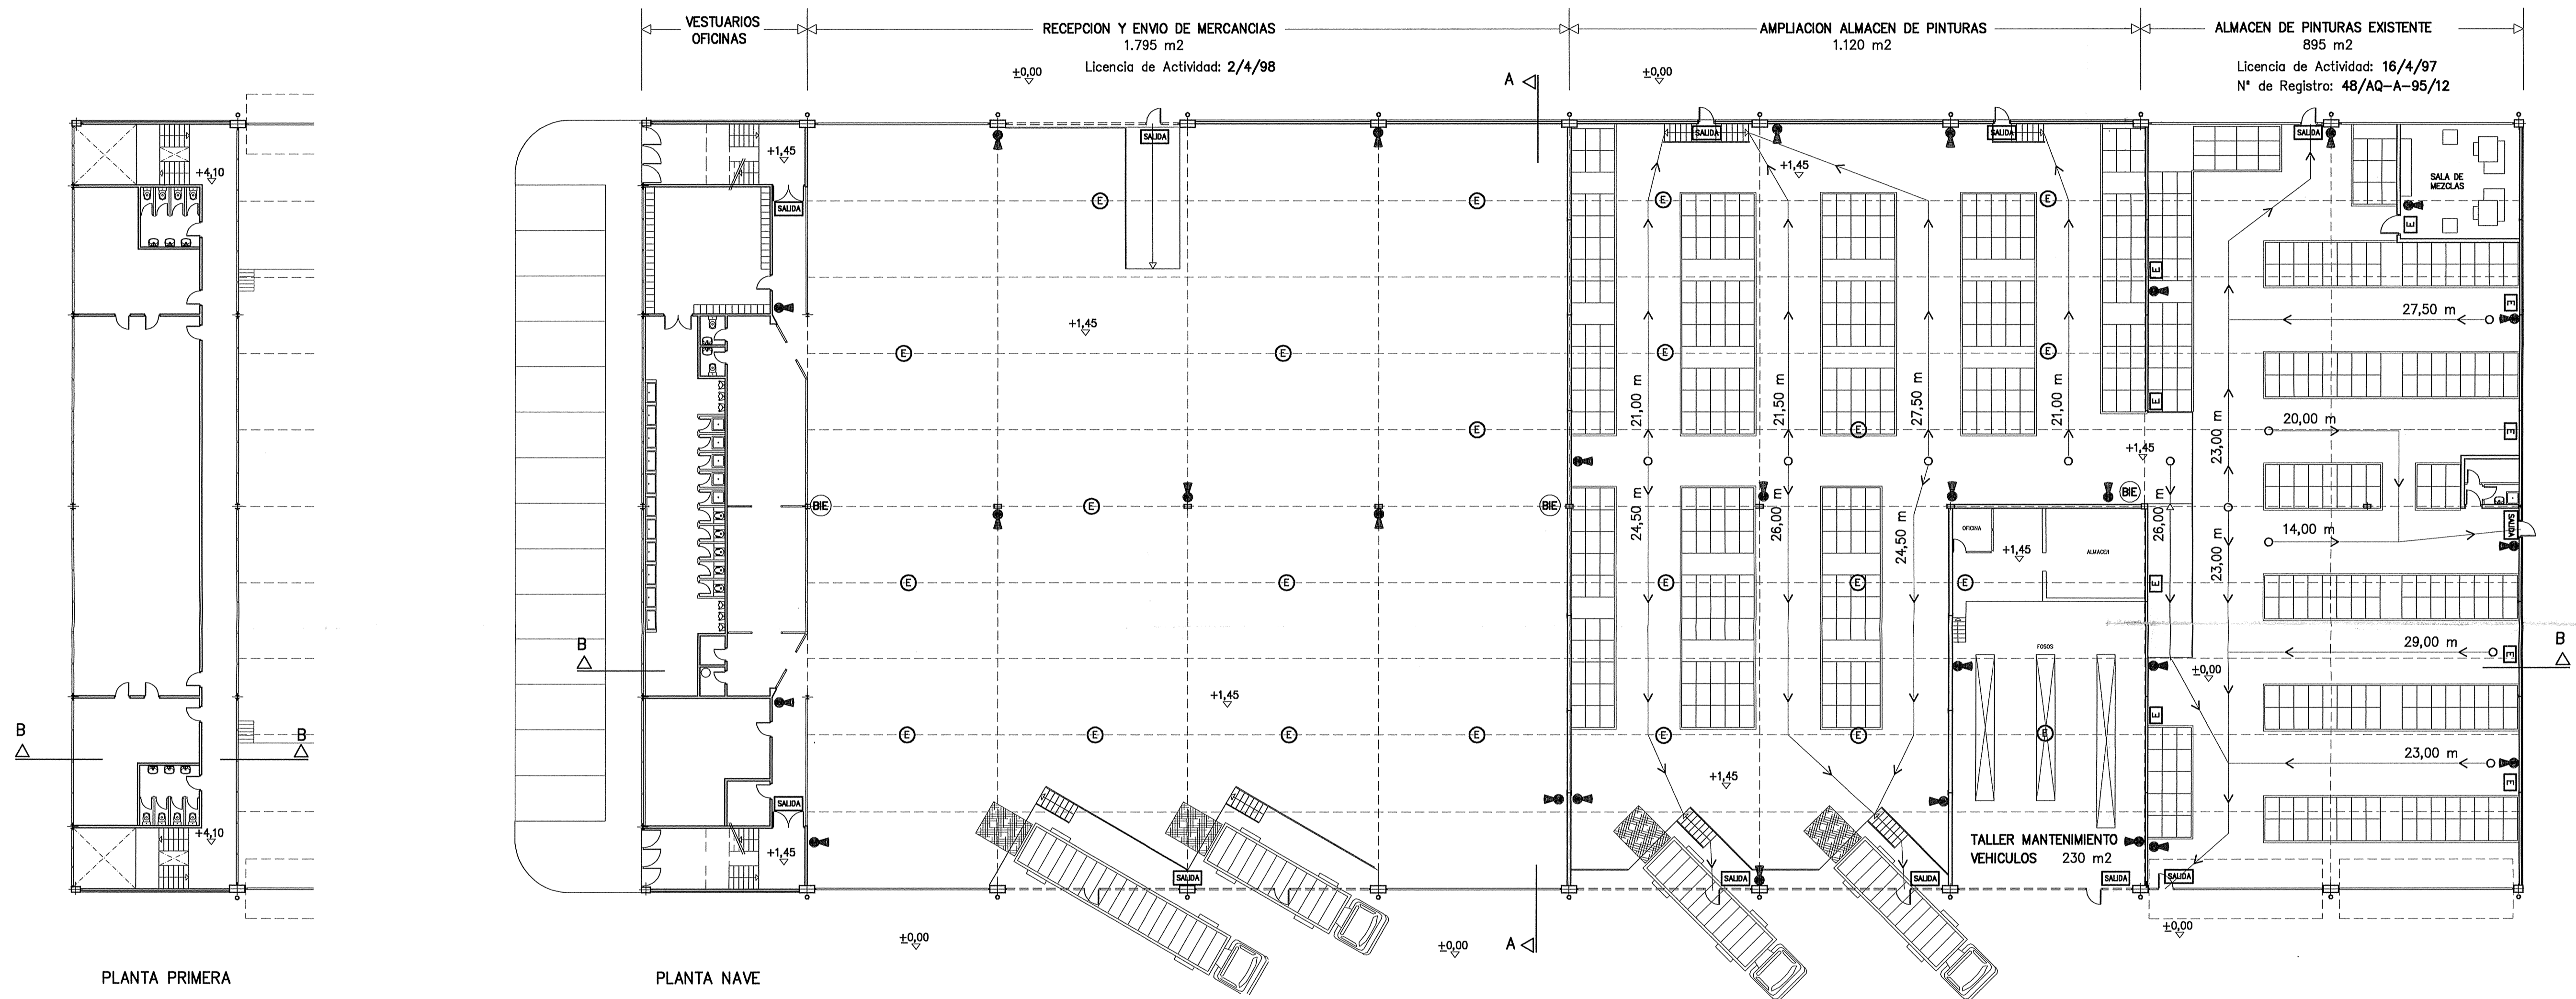 VESTUARIOS
OFICINAS
RECEPCION Y ENVIO DE MERCANCIAS
1.795 m2
Licencia de Actividad: 2/4/98
AMPLIACION ALMACEN DE PINTURAS
1.120 m2
ALMACEN DE PINTURAS EXISTENTE
895 m2
Licencia de Actividad: 16/4/97
Nº de Registro: 48/AQ-A-95/12
±0,00
±0,00
A
SALIDA
SALIDA
SALIDA
SALIDA
+1,45
+1,45
+4,10
SALA DE
MEZCLAS
SALIDA
E
E
E
E
E
E
E
27,50 m
+1,45
E
E
E
E
E
21,00 m
21,50 m
27,50 m
21,00 m
E
23,00 m
20,00 m
E
E
E
+1,45
BIE
E
BIE
BIE
24,50 m
26,00 m
24,50 m
26,00 m
23,00 m
14,00 m
SALIDA
OFICINA
ALMACEN
+1,45
E
E
E
E
E
E
B
B
FOSOS
29,00 m
E
±0,00
+1,45
E
B
B
E
E
E
E
E
E
E
23,00 m
E
+1,45
SALIDA
+4,10
+1,45
TALLER MANTENIMIENTO
VEHICULOS 230 m2
SALIDA
SALIDA
SALIDA
SALIDA
SALIDA
±0,00
±0,00
A
±0,00
PLANTA PRIMERA
PLANTA NAVE